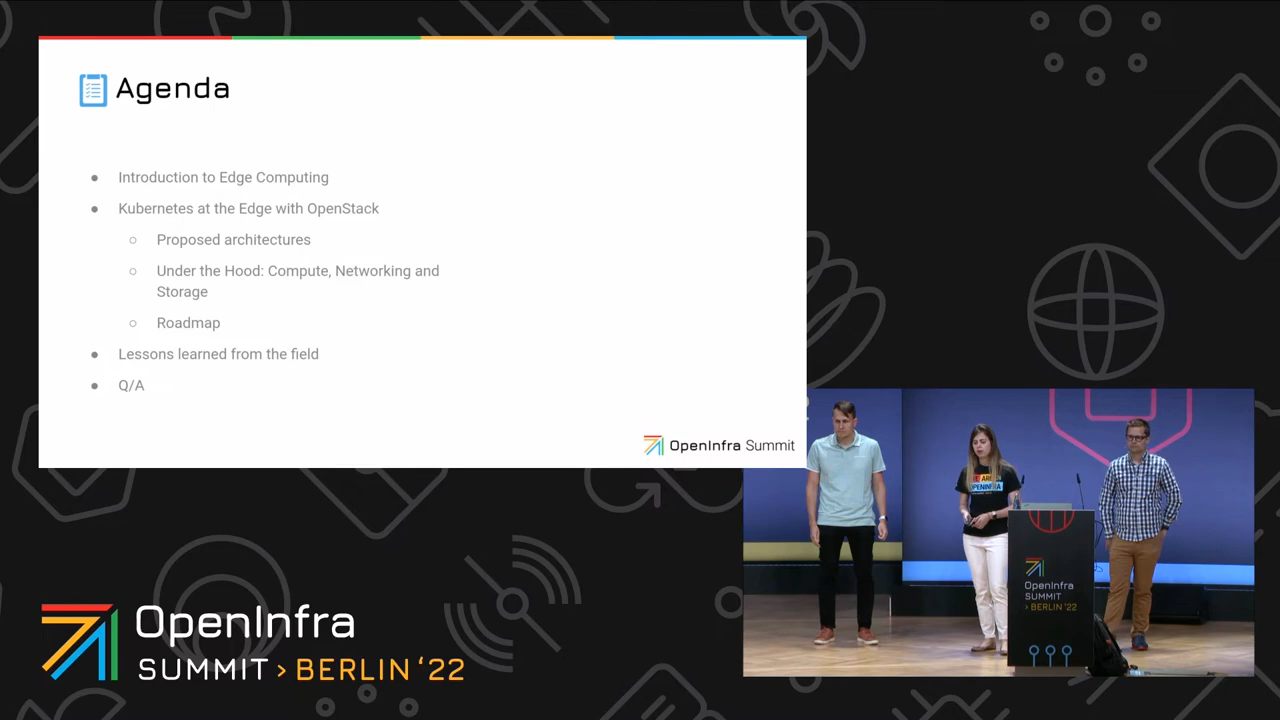 Agenda
● Introduction to Edge Computing
● Kubernetes at the Edge with OpenStack
○ Proposed architectures
○ Under the Hood: Compute, Networking and
Storage
○ Roadmap
● Lessons learned from the field
● Q/A
OpenInfra Summit
OPENINFRA
OpenInfra
SUMMIT
› BERLIN '22
OpenInfra
SUMMIT › BERLIN ‘22